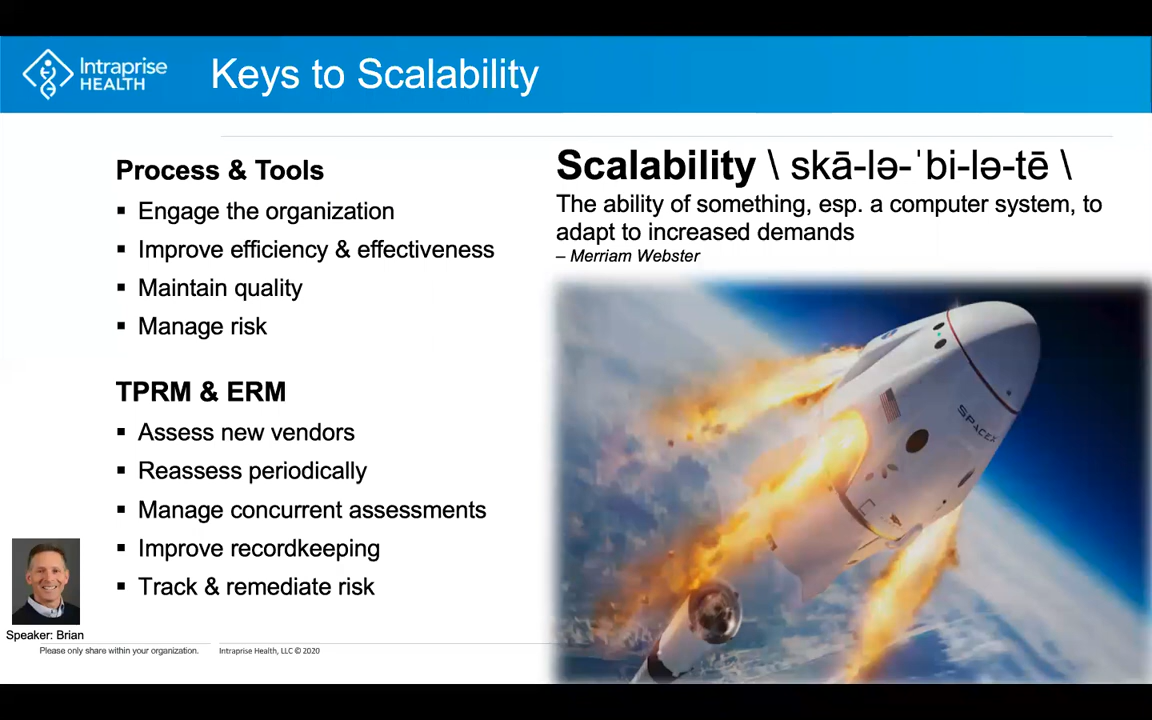 Intraprise
HEALTH
Keys to Scalability
Process & Tools
▪ Engage the organization
▪ Improve efficiency & effectiveness
▪ Maintain quality
▪ Manage risk
TPRM & ERM
▪ Assess new vendors
▪ Reassess periodically
▪ Manage concurrent assessments
▪ Improve recordkeeping
▪ Track & remediate risk
Scalability \ skā-lə-ˈbi-lə-tē \
The ability of something, esp. a computer system, to
adapt to increased demands
– Merriam Webster
SPACEX
Speaker: Brian
Please only share within your organization.
Intraprise Health, LLC © 2020